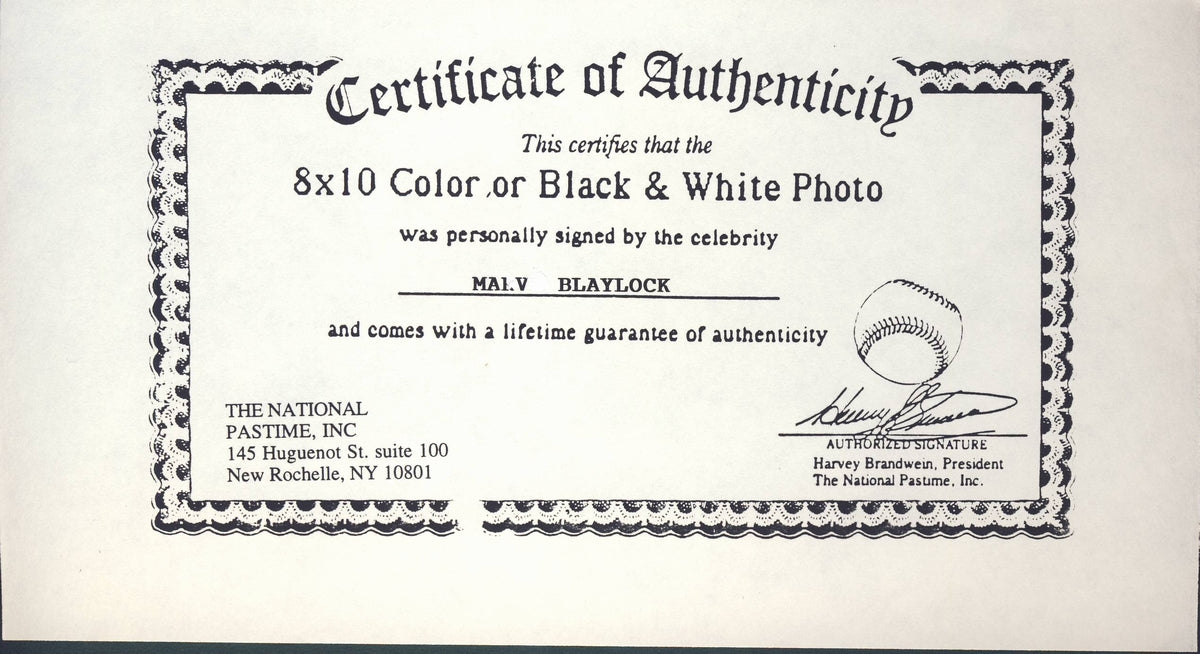 Certificate of Authenticity
This certifies that the
8x10 Color or Black & White Photo
was personally signed by the celebrity
MARV BLAYLOCK
and comes with a lifetime guarantee of authenticity
THE NATIONAL
PASTIME, INC
145 Huguenot St. suite 100
New Rochelle, NY 10801
AUTHORIZED SIGNATURE
Harvey Brandwein, President
The National Pastime, Inc.